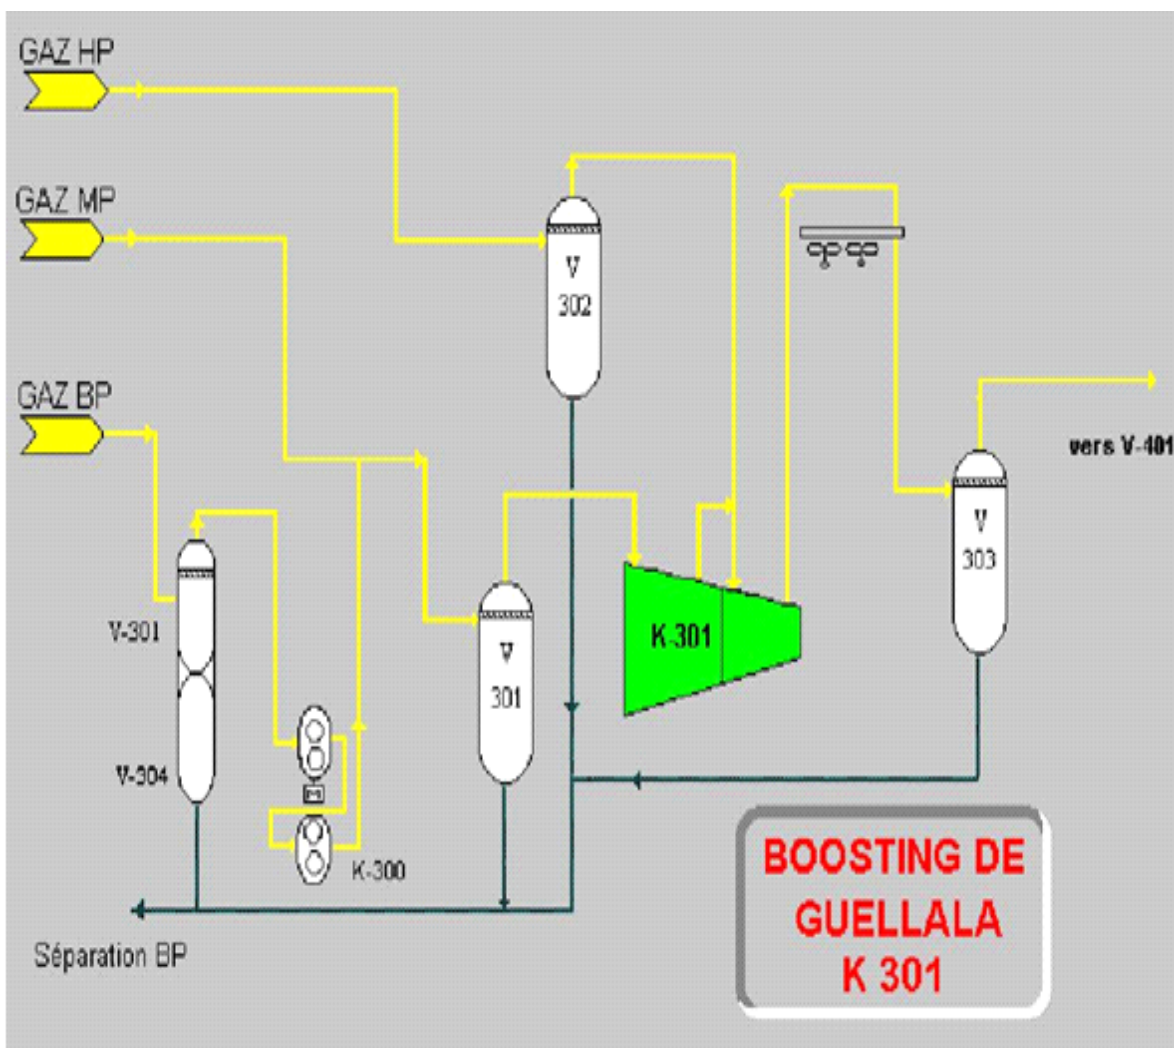 GAZ HP
GAZ MP
V
302
GAZ BP
vers V-401
V
303
V-301
K-301
V
301
V-304
M
K-300
BOOSTING DE
GUELLALA
K 301
Séparation BP